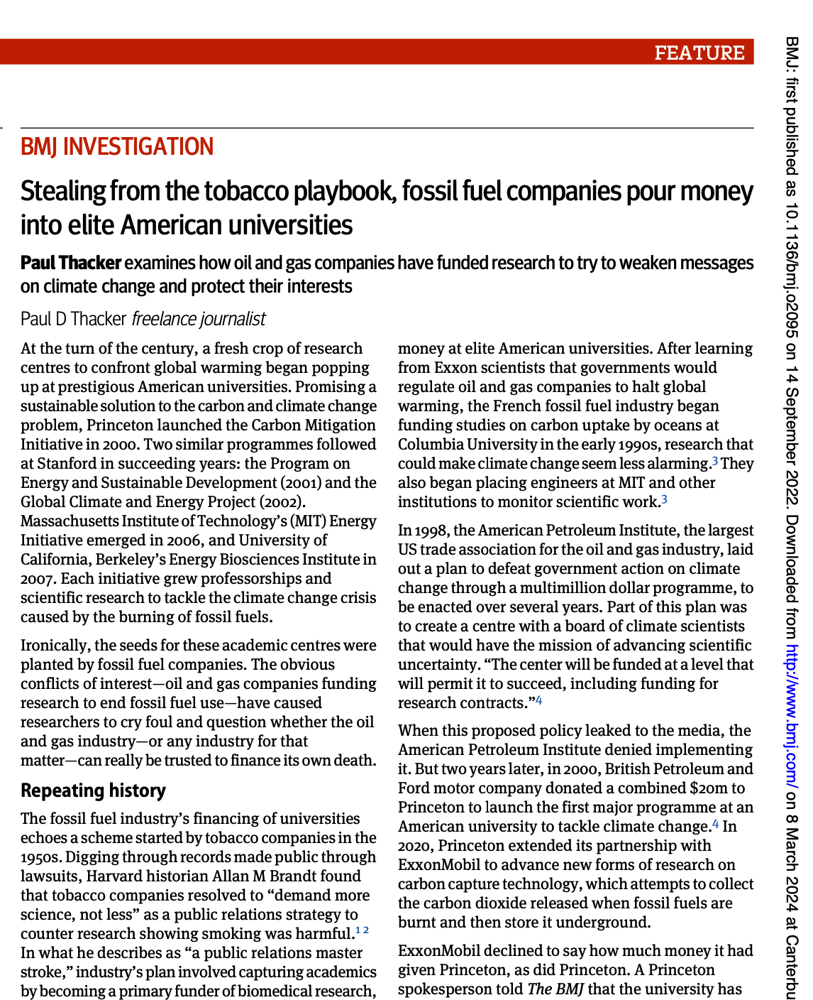 FEATURE
BMJ INVESTIGATION
Stealing from the tobacco playbook, fossil fuel companies pour money
into elite American universities
Paul Thacker examines how oil and gas companies have funded research to try to weaken messages
on climate change and protect their interests
Paul D Thacker freelance journalist
At the turn of the century, a fresh crop of research
centres to confront global warming began popping
up at prestigious American universities. Promising a
sustainable solution to the carbon and climate change
problem, Princeton launched the Carbon Mitigation
Initiative in 2000. Two similar programmes followed
at Stanford in succeeding years: the Program on
Energy and Sustainable Development (2001) and the
Global Climate and Energy Project (2002).
Massachusetts Institute of Technology's (MIT) Energy
Initiative emerged in 2006, and University of
California, Berkeley's Energy Biosciences Institute in
2007. Each initiative grew professorships and
scientific research to tackle the climate change crisis
caused by the burning of fossil fuels.
Ironically, the seeds for these academic centres were
planted by fossil fuel companies. The obvious
conflicts of interest—oil and gas companies funding
research to end fossil fuel use—have caused
researchers to cry foul and question whether the oil
and gas industry—or any industry for that
matter—can really be trusted to finance its own death.
Repeating history
The fossil fuel industry's financing of universities
echoes a scheme started by tobacco companies in the
1950s. Digging through records made public through
lawsuits, Harvard historian Allan M Brandt found
that tobacco companies resolved to "demand more
science, not less" as a public relations strategy to
counter research showing smoking was harmful.1 2
In what he describes as "a public relations master
stroke," industry's plan involved capturing academics
by becoming a primary funder of biomedical research,
money at elite American universities. After learning
from Exxon scientists that governments would
regulate oil and gas companies to halt global
warming, the French fossil fuel industry began
funding studies on carbon uptake by oceans at
Columbia University in the early 1990s, research that
could make climate change seem less alarming.3 They
also began placing engineers at MIT and other
institutions to monitor scientific work.3
In 1998, the American Petroleum Institute, the largest
US trade association for the oil and gas industry, laid
out a plan to defeat government action on climate
change through a multimillion dollar programme, to
be enacted over several years. Part of this plan was
to create a centre with a board of climate scientists
that would have the mission of advancing scientific
uncertainty. "The center will be funded at a level that
will permit it to succeed, including funding for
research contracts."4
When this proposed policy leaked to the media, the
American Petroleum Institute denied implementing
it. But two years later, in 2000, British Petroleum and
Ford motor company donated a combined $20m to
Princeton to launch the first major programme at an
American university to tackle climate change.4 In
2020, Princeton extended its partnership with
ExxonMobil to advance new forms of research on
carbon capture technology, which attempts to collect
the carbon dioxide released when fossil fuels are
burnt and then store it underground.
ExxonMobil declined to say how much money it had
given Princeton, as did Princeton. A Princeton
spokesperson told The BMJ that the university has
BMJ: first published as 10.1136/bmj.o2095 on 14 September 2022. Downloaded from http://www.bmj.com/ on 8 March 2024 at Canterbu